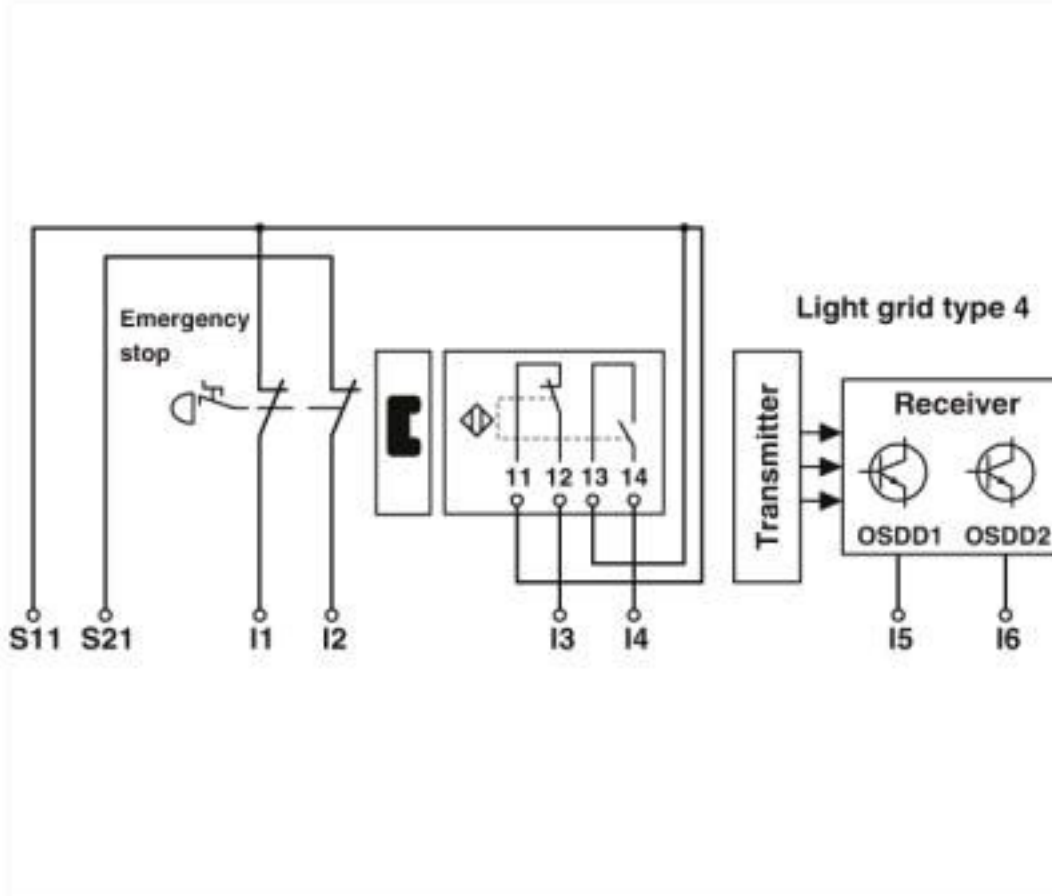 Emergency
stop
Light grid type 4
Transmitter
Receiver
11 12 13 14
OSDD1 OSDD2
S11 S21 I1 I2 I3 I4 I5 I6